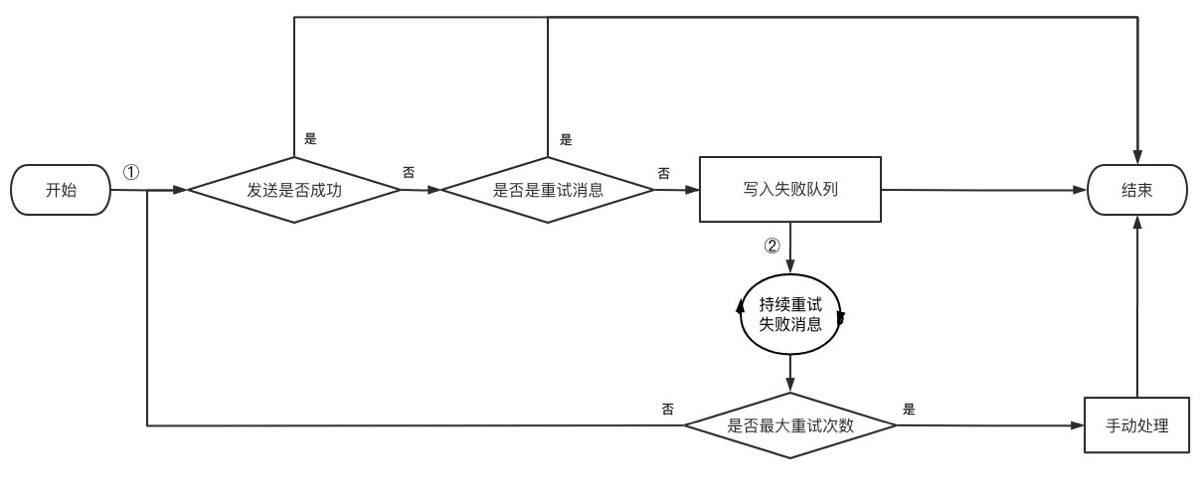 是
是
①
否
否
开始
发送是否成功
是否是重试消息
写入失败队列
结束
②
持续重试
失败消息
否
是
是否最大重试次数
手动处理